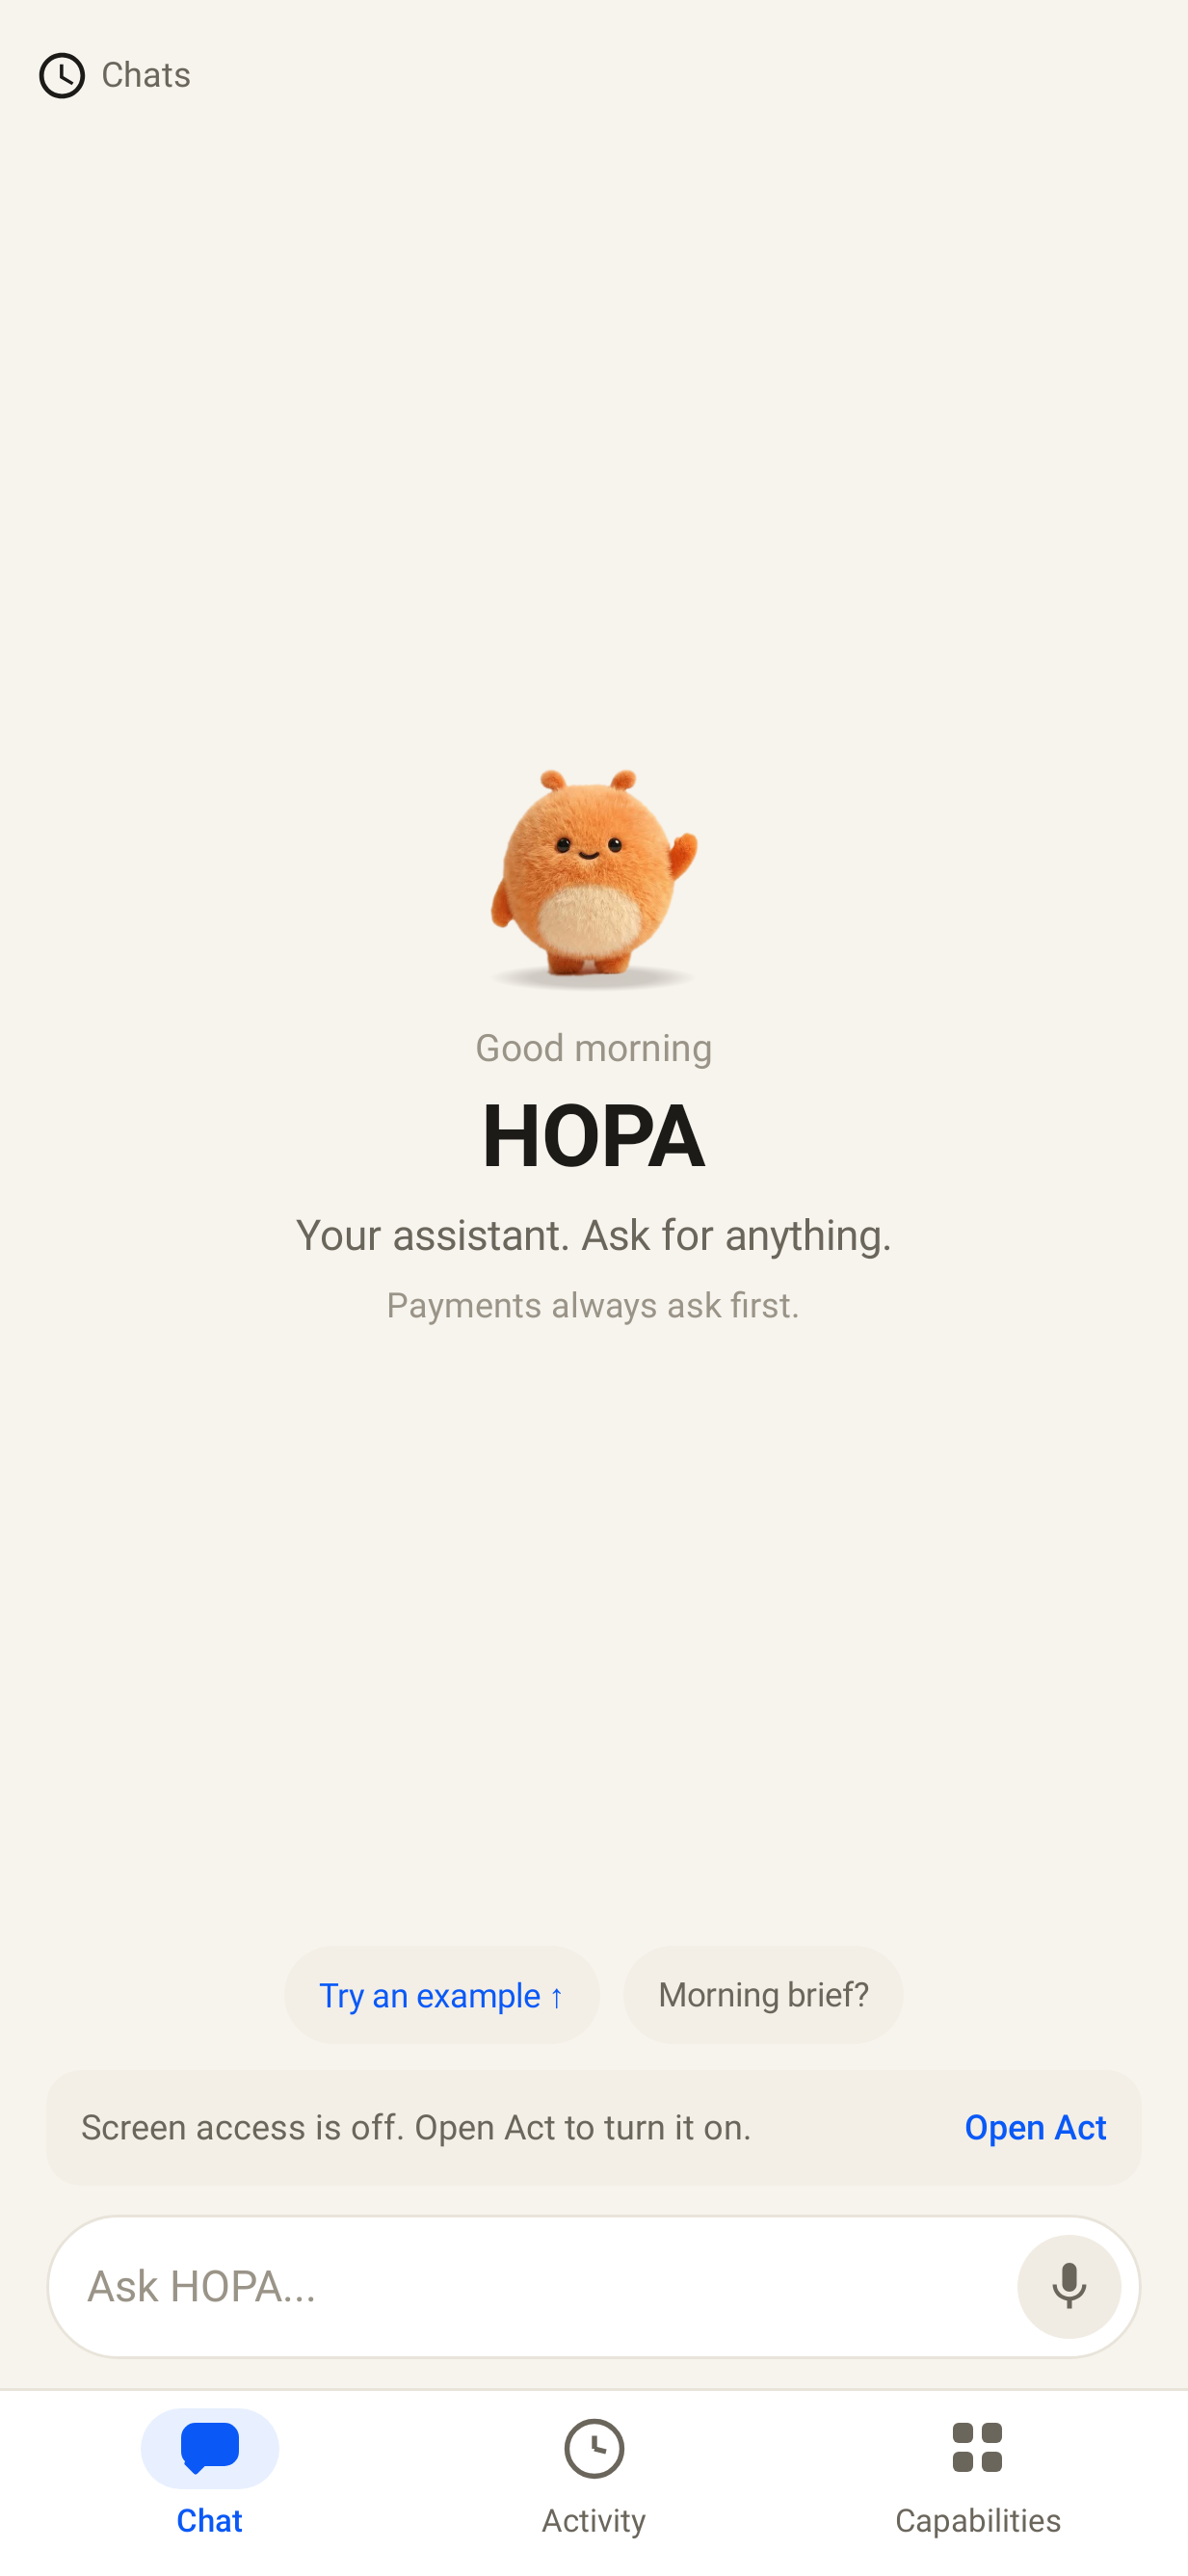 Chats
Good morning
HOPA
Your assistant. Ask for anything.
Payments always ask first.
Try an example ↑
Morning brief?
Screen access is off. Open Act to turn it on.
Open Act
Ask HOPA...
Chat
Activity
Capabilities